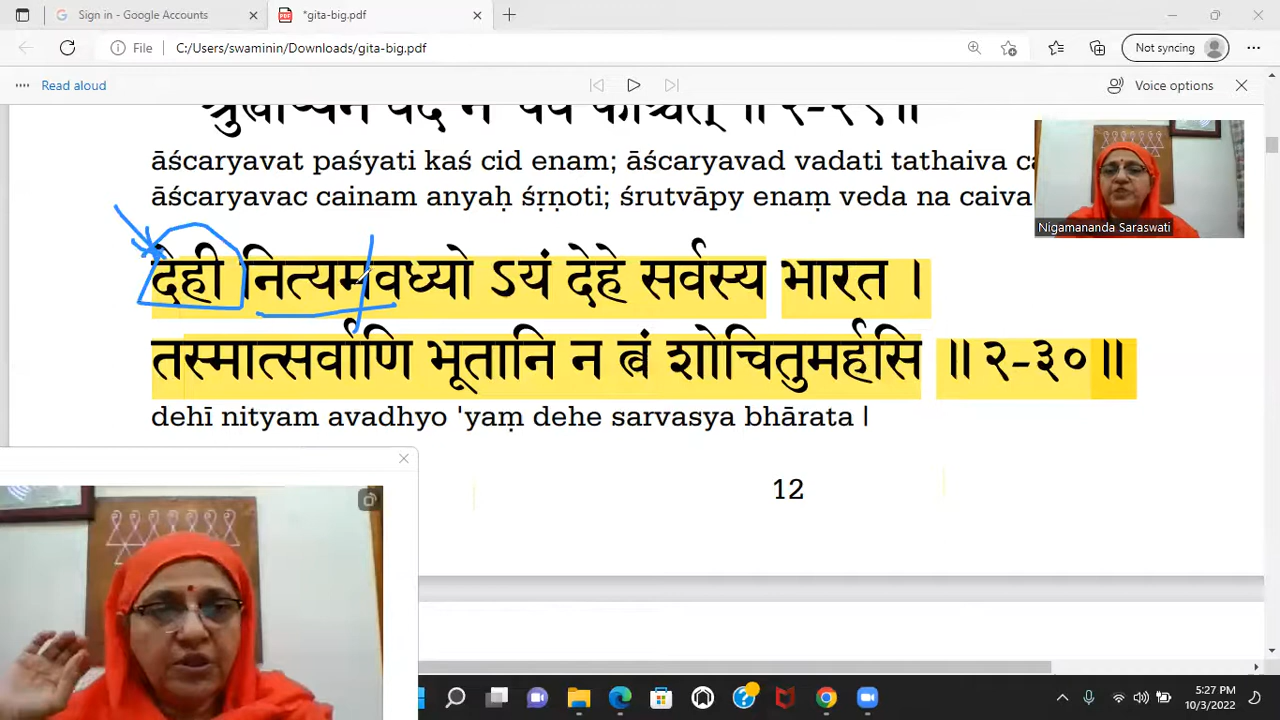 Sign in - Google Accounts
*gita-big.pdf
File
C:/Users/swaminin/Downloads/gita-big.pdf
Not syncing
Read aloud
Voice options
āścaryavat paśyati kaś cid enam; āścaryavad vadati tathaiva
āścaryavac cainam anyaḥ śṛṇoti; śrutvāpy enaṃ veda na caiva
Nigamananda Saraswati
देही नित्यमवध्यो ऽयं देहे सर्वस्य भारत ।
तस्मात्सर्वाणि भूतानि न त्वं शोचितुमर्हसि ॥२-३०॥
dehī nityam avadhyo 'yaṃ dehe sarvasya bhārata |
12
5:27 PM
10/3/2022